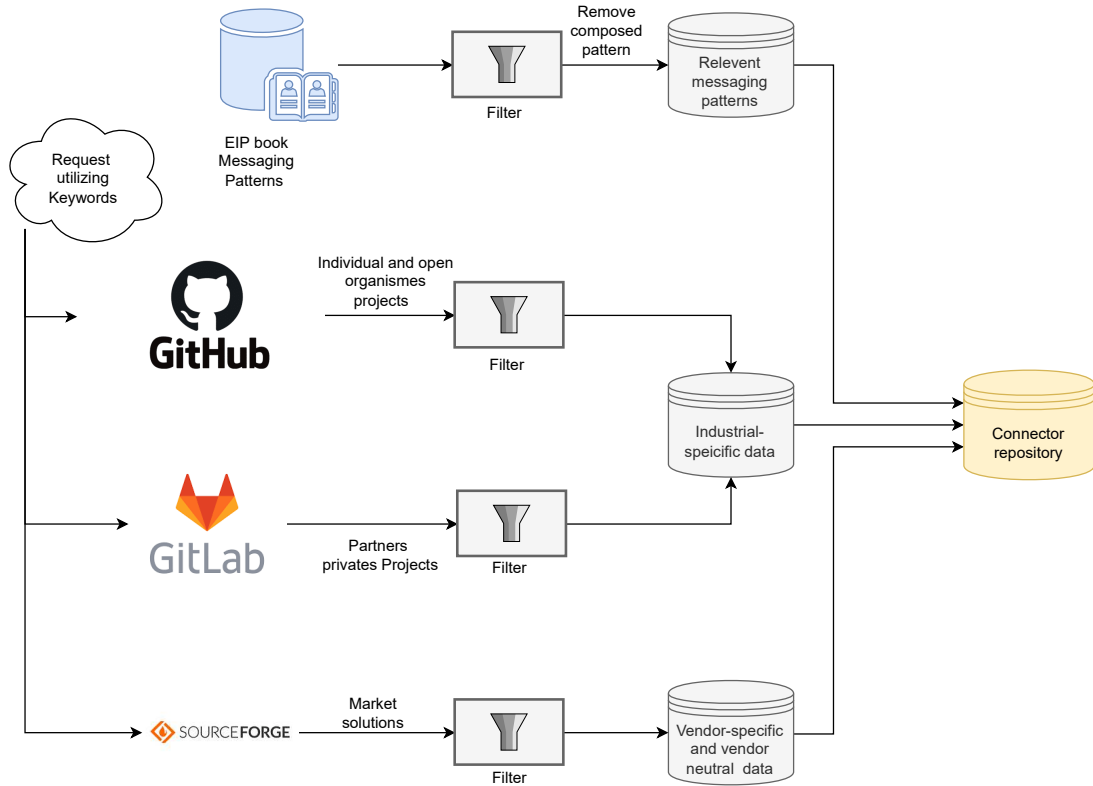 Remove
composed
pattern
Filter
Relevent
messaging
patterns
EIP book
Messaging
Patterns
Request
utilizing
Keywords
Individual and open
organismes
projects
GitHub
Filter
Industrial-
speicific data
Connector
repository
GitLab
Partners
privates Projects
Filter
Market
solutions
SOURCEFORGE
Filter
Vendor-specific
and vendor
neutral data